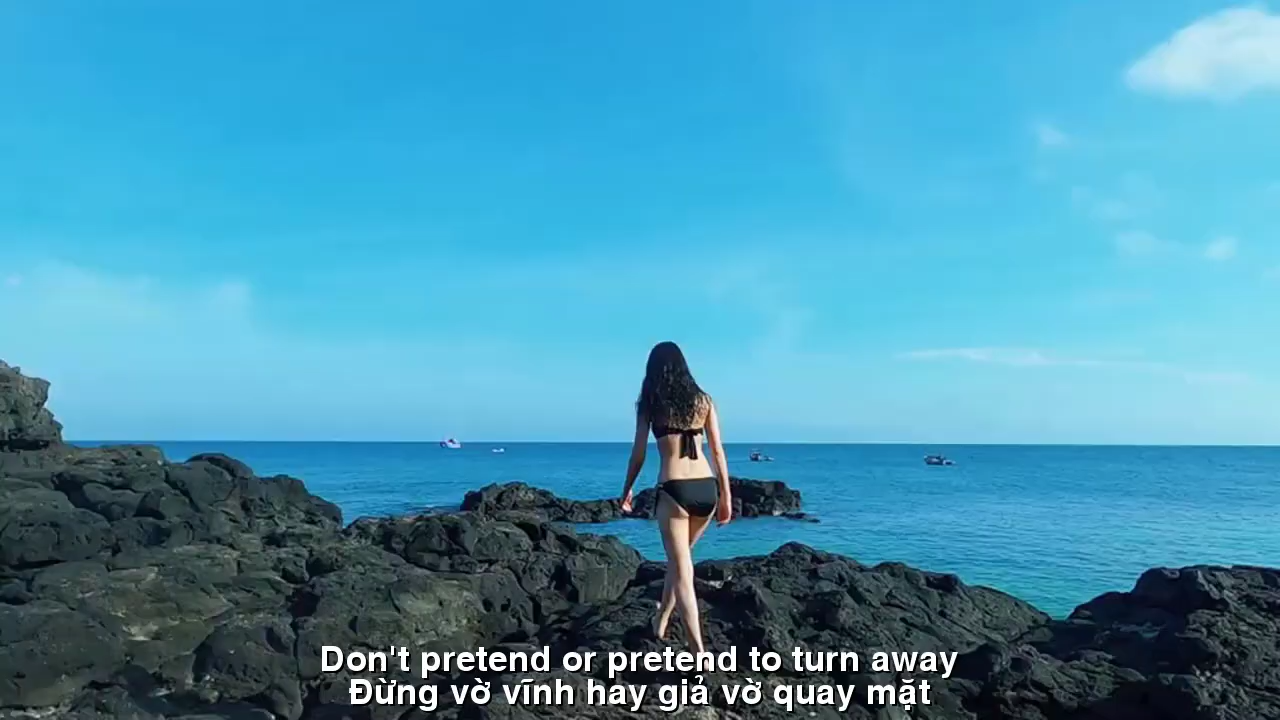 Don't pretend or pretend to turn away
Đừng vờ vĩnh hay giả vờ quay mặt